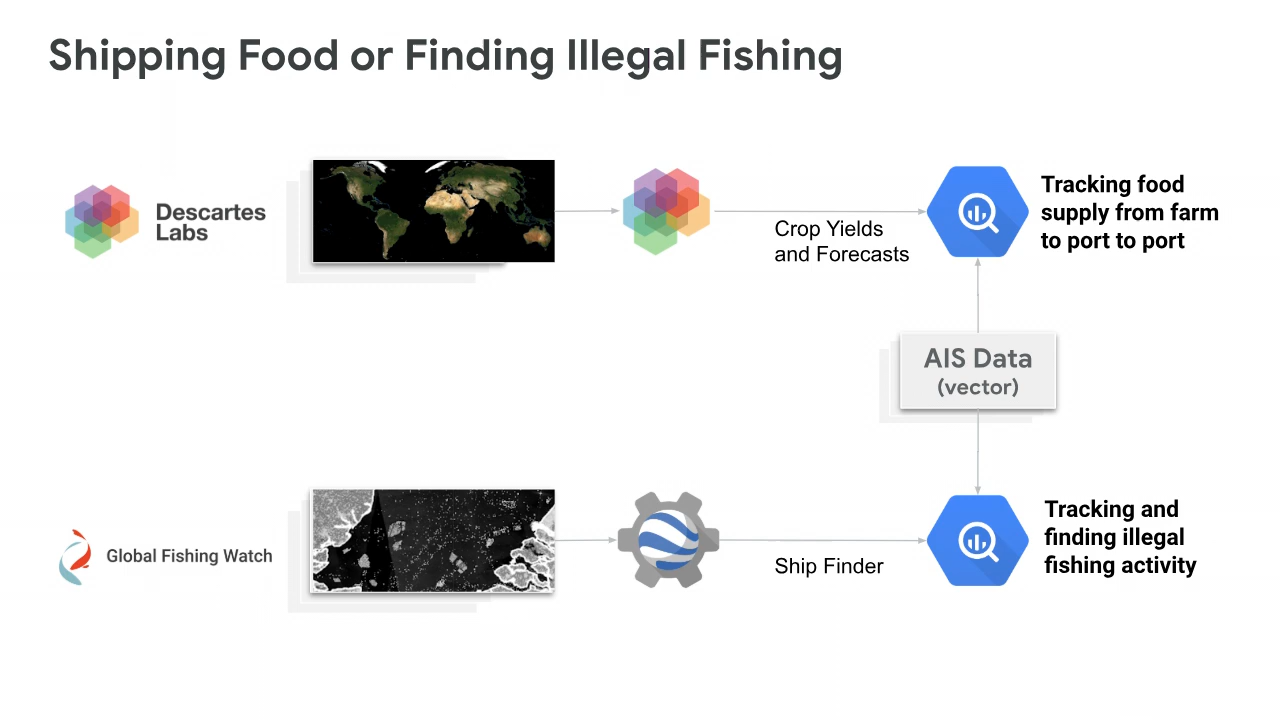 Shipping Food or Finding Illegal Fishing
Descartes
Labs
Crop Yields
and Forecasts
Tracking food
supply from farm
to port to port
AIS Data
(vector)
Global Fishing Watch
Ship Finder
Tracking and
finding illegal
fishing activity